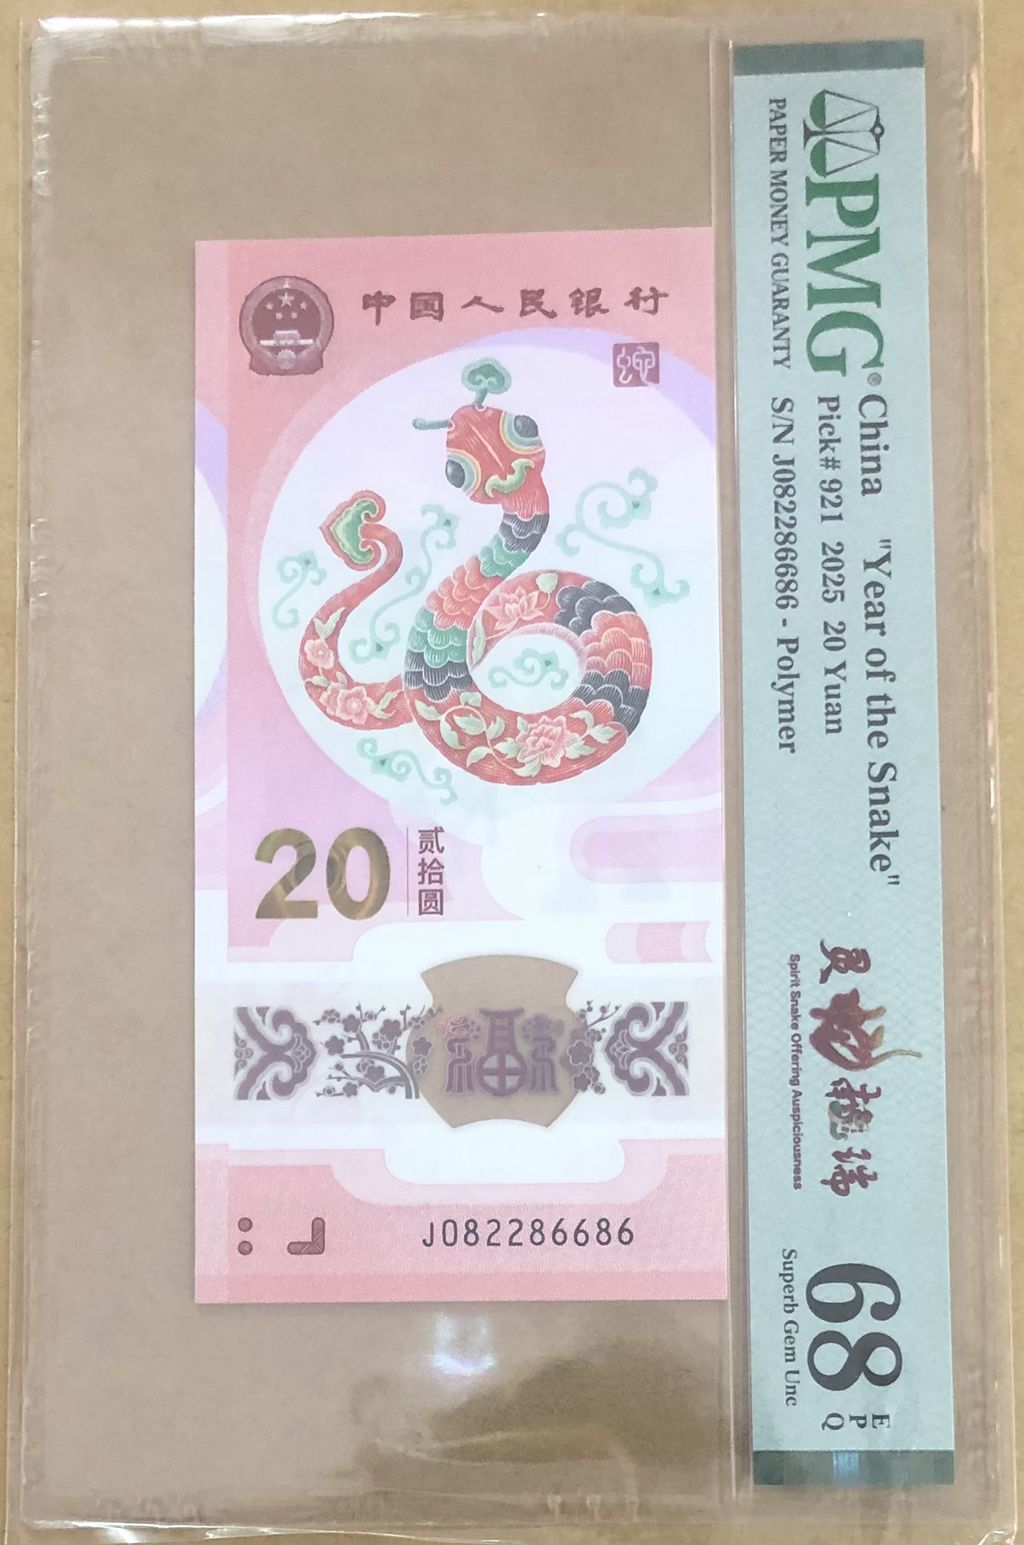 中国人民银行
蛇
20
贰拾圆
福
J082286686
PMG®
PAPER MONEY GUARANTY
China "Year of the Snake"
Pick# 921 2025 20 Yuan
S/N J082286686 - Polymer
灵蛇献瑞
Spirit Snake Offering Auspiciousness
68 EPQ
Superb Gem Unc